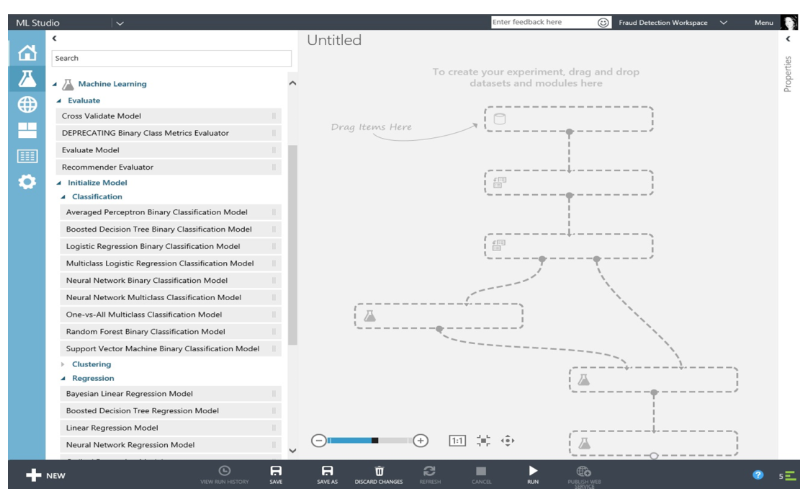 ML Studio
Enter feedback here
Fraud Detection Workspace
Menu
Search
Machine Learning
Evaluate
Cross Validate Model
DEPRECATING Binary Class Metrics Evaluator
Evaluate Model
Recommender Evaluator
Initialize Model
Classification
Averaged Perceptron Binary Classification Model
Boosted Decision Tree Binary Classification Model
Logistic Regression Binary Classification Model
Multiclass Logistic Regression Classification Model
Neural Network Binary Classification Model
Neural Network Multiclass Classification Model
One-vs-All Multiclass Classification Model
Random Forest Binary Classification Model
Support Vector Machine Binary Classification Model
Clustering
Regression
Bayesian Linear Regression Model
Boosted Decision Tree Regression Model
Linear Regression Model
Neural Network Regression Model
Untitled
To create your experiment, drag and drop
datasets and modules here
Drag Items Here
1:1
Properties
NEW
VIEW RUN HISTORY
SAVE
SAVE AS
DISCARD CHANGES
REFRESH
CANCEL
RUN
PUBLISH WEB
SERVICE
?
5